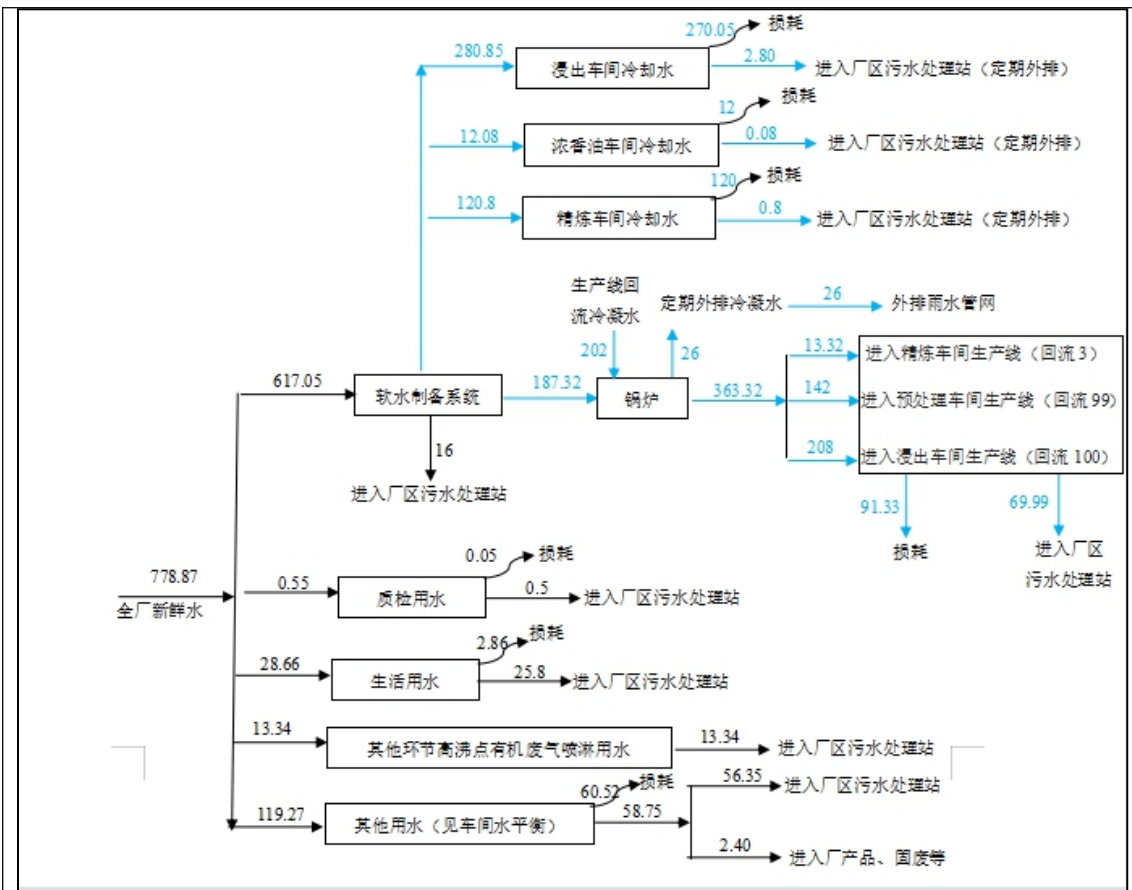 270.05 损耗
280.85 浸出车间冷却水 2.80 进入厂区污水处理站（定期外排）
12 损耗
12.08 浓香油车间冷却水 0.08 进入厂区污水处理站（定期外排）
120 损耗
120.8 精炼车间冷却水 0.8 进入厂区污水处理站（定期外排）
生产线回
流冷凝水
定期外排冷凝水 26 外排雨水管网
202
26
617.05 软水制备系统 187.32 锅炉 363.32
13.32 进入精炼车间生产线（回流3）
142 进入预处理车间生产线（回流99）
208 进入浸出车间生产线（回流100）
16
进入厂区污水处理站
91.33
损耗
69.99
进入厂区
污水处理站
778.87
全厂新鲜水
0.05 损耗
0.55 质检用水 0.5 进入厂区污水处理站
2.86 损耗
28.66 生活用水 25.8 进入厂区污水处理站
13.34 其他环节高沸点有机废气喷淋用水 13.34 进入厂区污水处理站
60.52 损耗
119.27 其他用水（见车间水平衡） 58.75
56.35 进入厂区污水处理站
2.40 进入厂产品、固废等